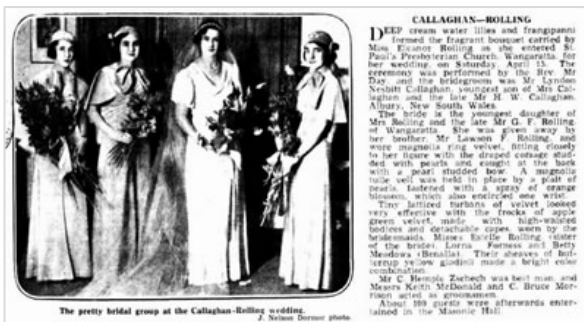 CALLAGHAN—ROLLING
DEEP cream water lilies and frangipanni
formed the fragrant bouquet carried by
Miss Eleanor Rolling as she entered St.
Paul's Presbyterian Church, Wangaratta, for
her wedding, on Saturday, April 15. The
ceremony was performed by the Rev. Mr
Day, and the bridegroom was Mr Lyndon
Nesbitt Callaghan, youngest son of Mrs Cal-
laghan and the late Mr H. W. Callaghan,
Albury, New South Wales.
The bride is the youngest daughter of
Mrs Rolling and the late Mr G. F. Rolling,
of Wangaratta. She was given away by
her brother, Mr Lawson F. Rolling, and
wore magnolia ring velvet, fitting closely
to her figure with the draped corsage stud-
ded with pearls and caught at the back
with a pearl studded bow. A magnolia
tulle veil was held in place by a plait of
pearls, fastened with a spray of orange
blossom, which also encircled one wrist.
Tiny latticed turbans of velvet looked
very effective with the frocks of apple
green velvet, made with high-waisted
bodices and detachable capes, worn by the
bridesmaids, Misses Estelle Rolling (sister
of the bride), Lorna Furness and Betty
Meadows (Benalla). Their sheaves of but-
tercup yellow gladioli made a bright color
combination.
Mr C. Hemple Zschech was best man, and
Messrs Keith McDonald and C. Bruce Mor-
rison acted as groomsmen.
About 100 guests were afterwards enter-
tained in the Masonic Hall.
The pretty bridal group at the Callaghan-Rolling wedding.
J. Nelson Dormer photo.